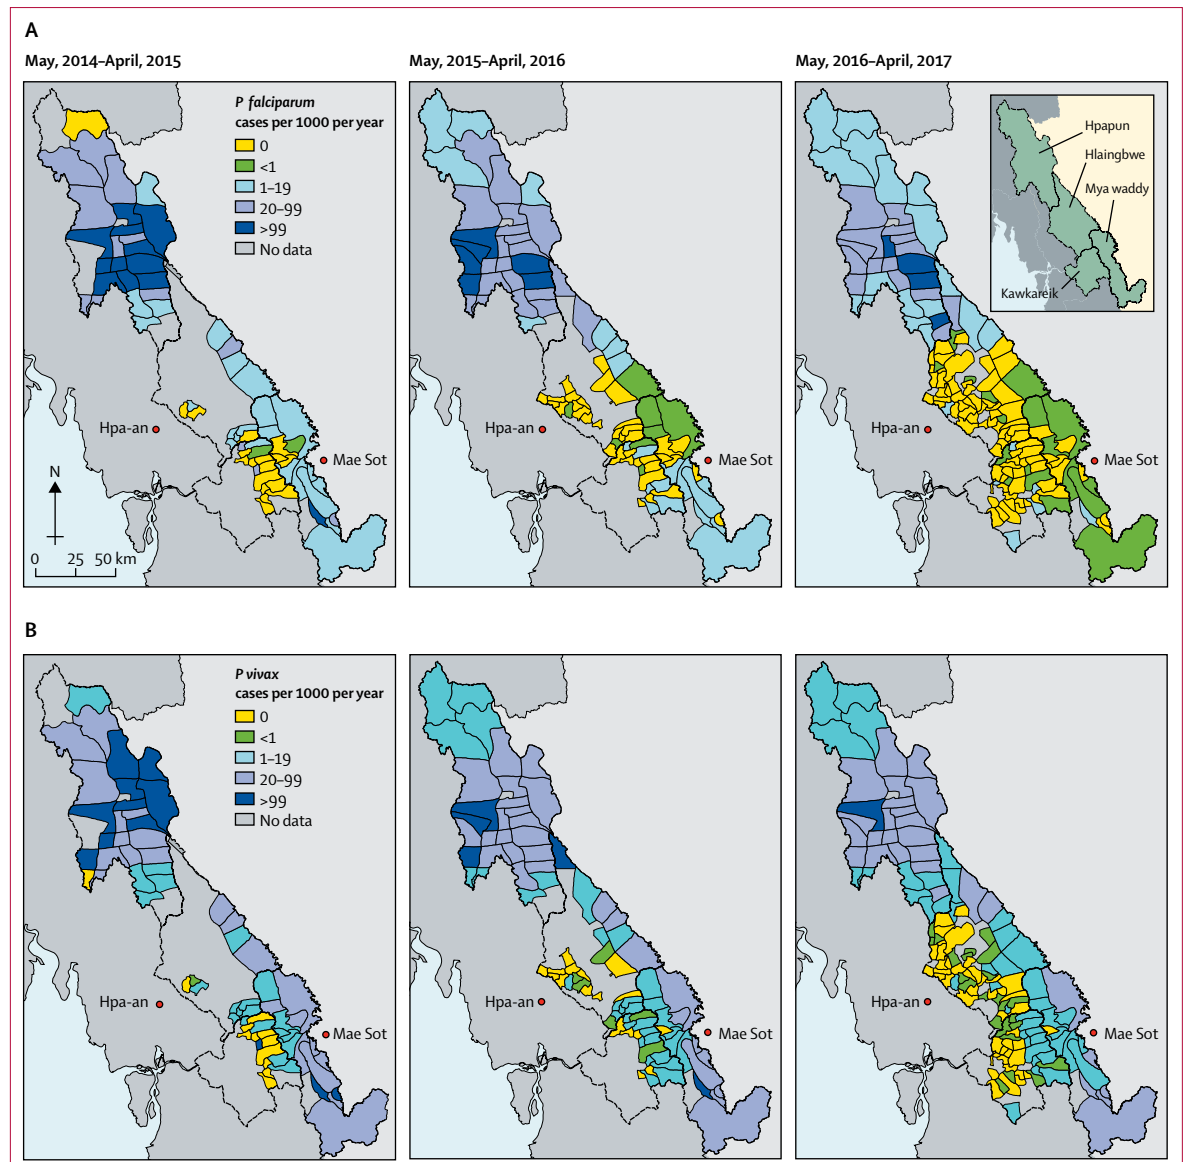 A
May, 2014–April, 2015
May, 2015–April, 2016
May, 2016–April, 2017
P falciparum
cases per 1000 per year
0
<1
1–19
20–99
>99
No data
Hpapun
Hlaingbwe
Mya waddy
Kawkareik
Hpa-an
Mae Sot
Hpa-an
Mae Sot
Hpa-an
Mae Sot
N
0 25 50 km
B
P vivax
cases per 1000 per year
0
<1
1–19
20–99
>99
No data
Hpa-an
Mae Sot
Hpa-an
Mae Sot
Hpa-an
Mae Sot